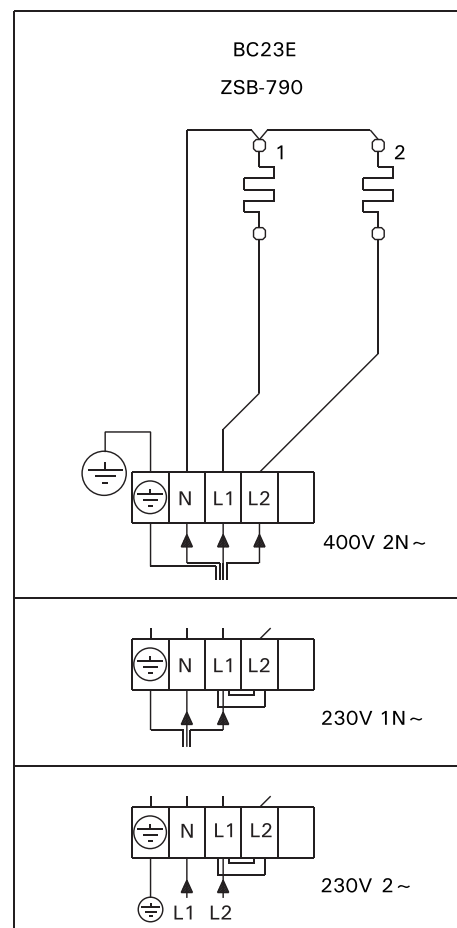 BC23E
ZSB-790
1 2
N L1 L2
400V 2N~
N L1 L2
230V 1N~
N L1 L2
230V 2~
L1 L2